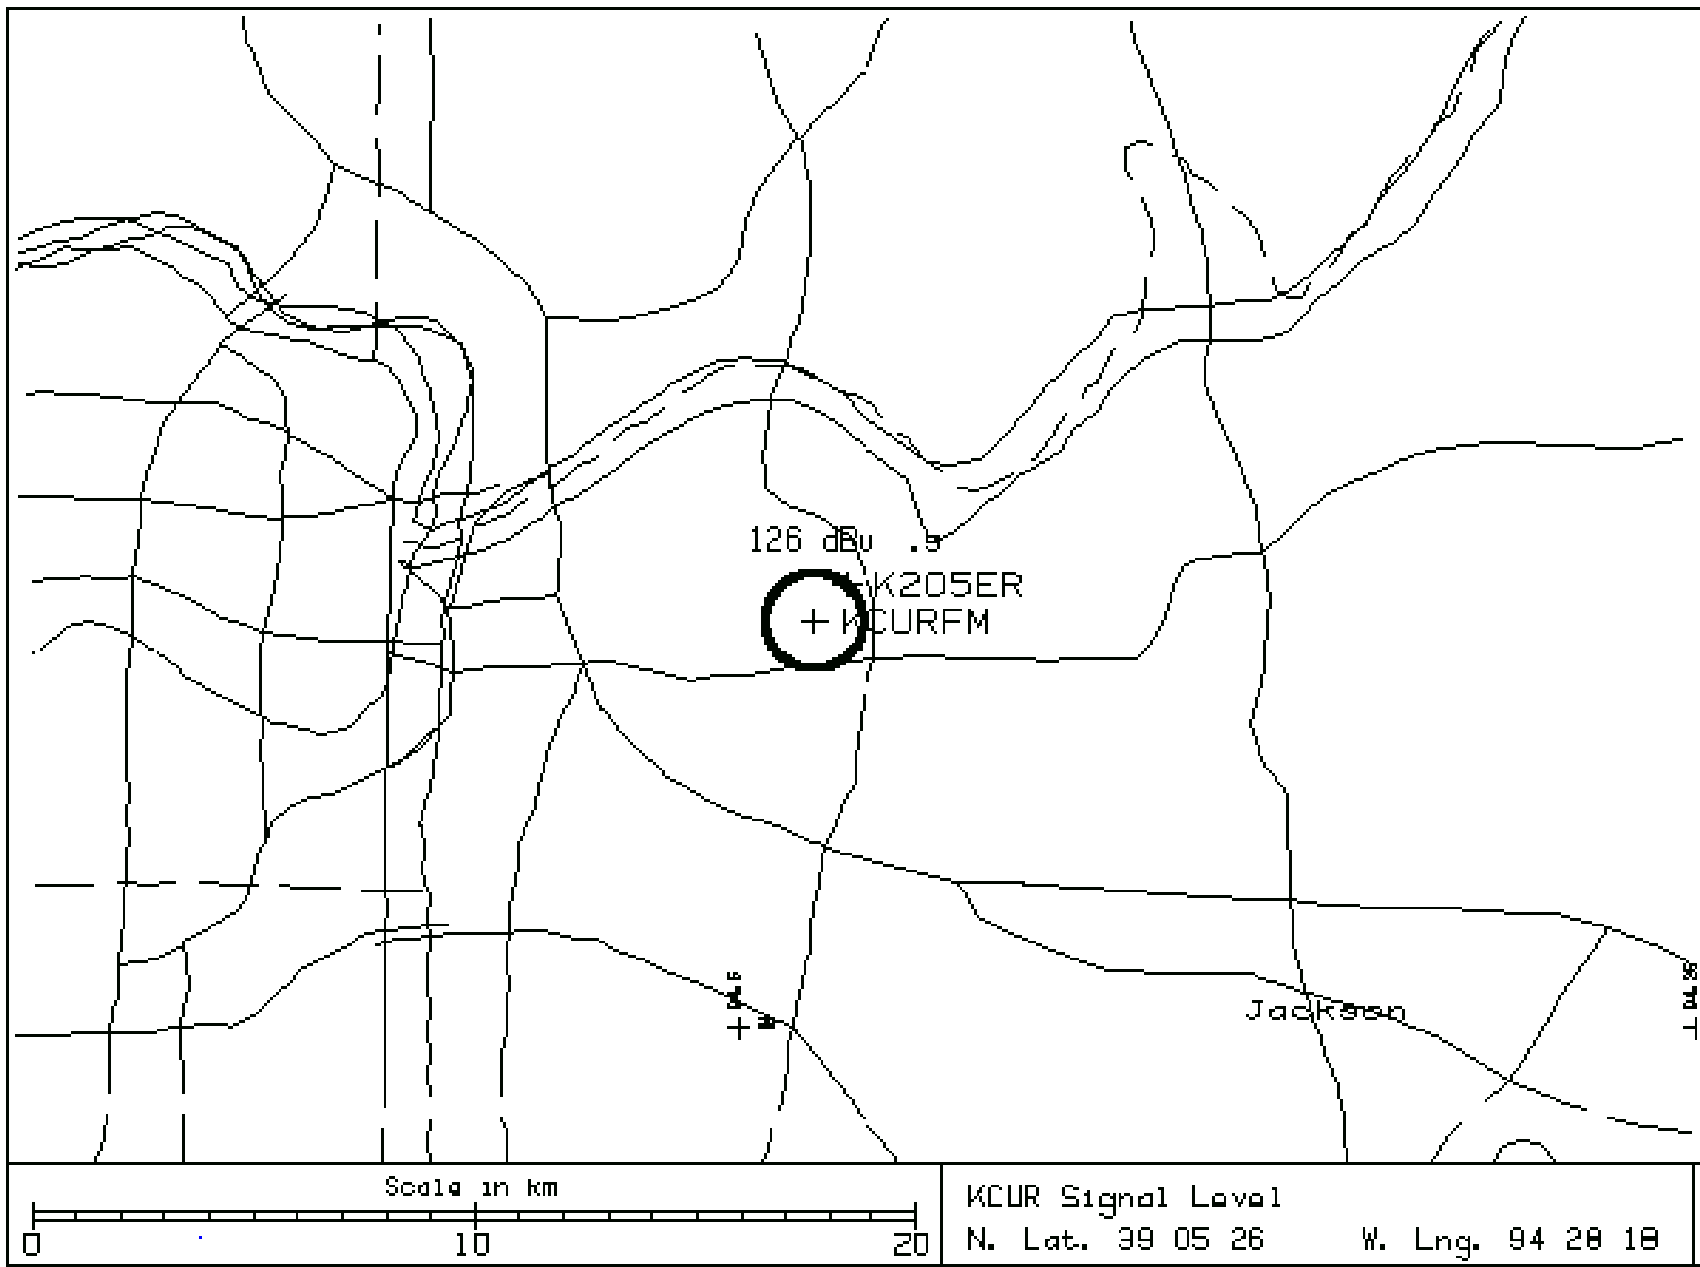 126 dBu .9
K205ER
KCURFM
Jackson
Scale in km
0 10 20
KCUR Signal Level
N. Lat. 39 05 26 W. Lng. 94 28 18